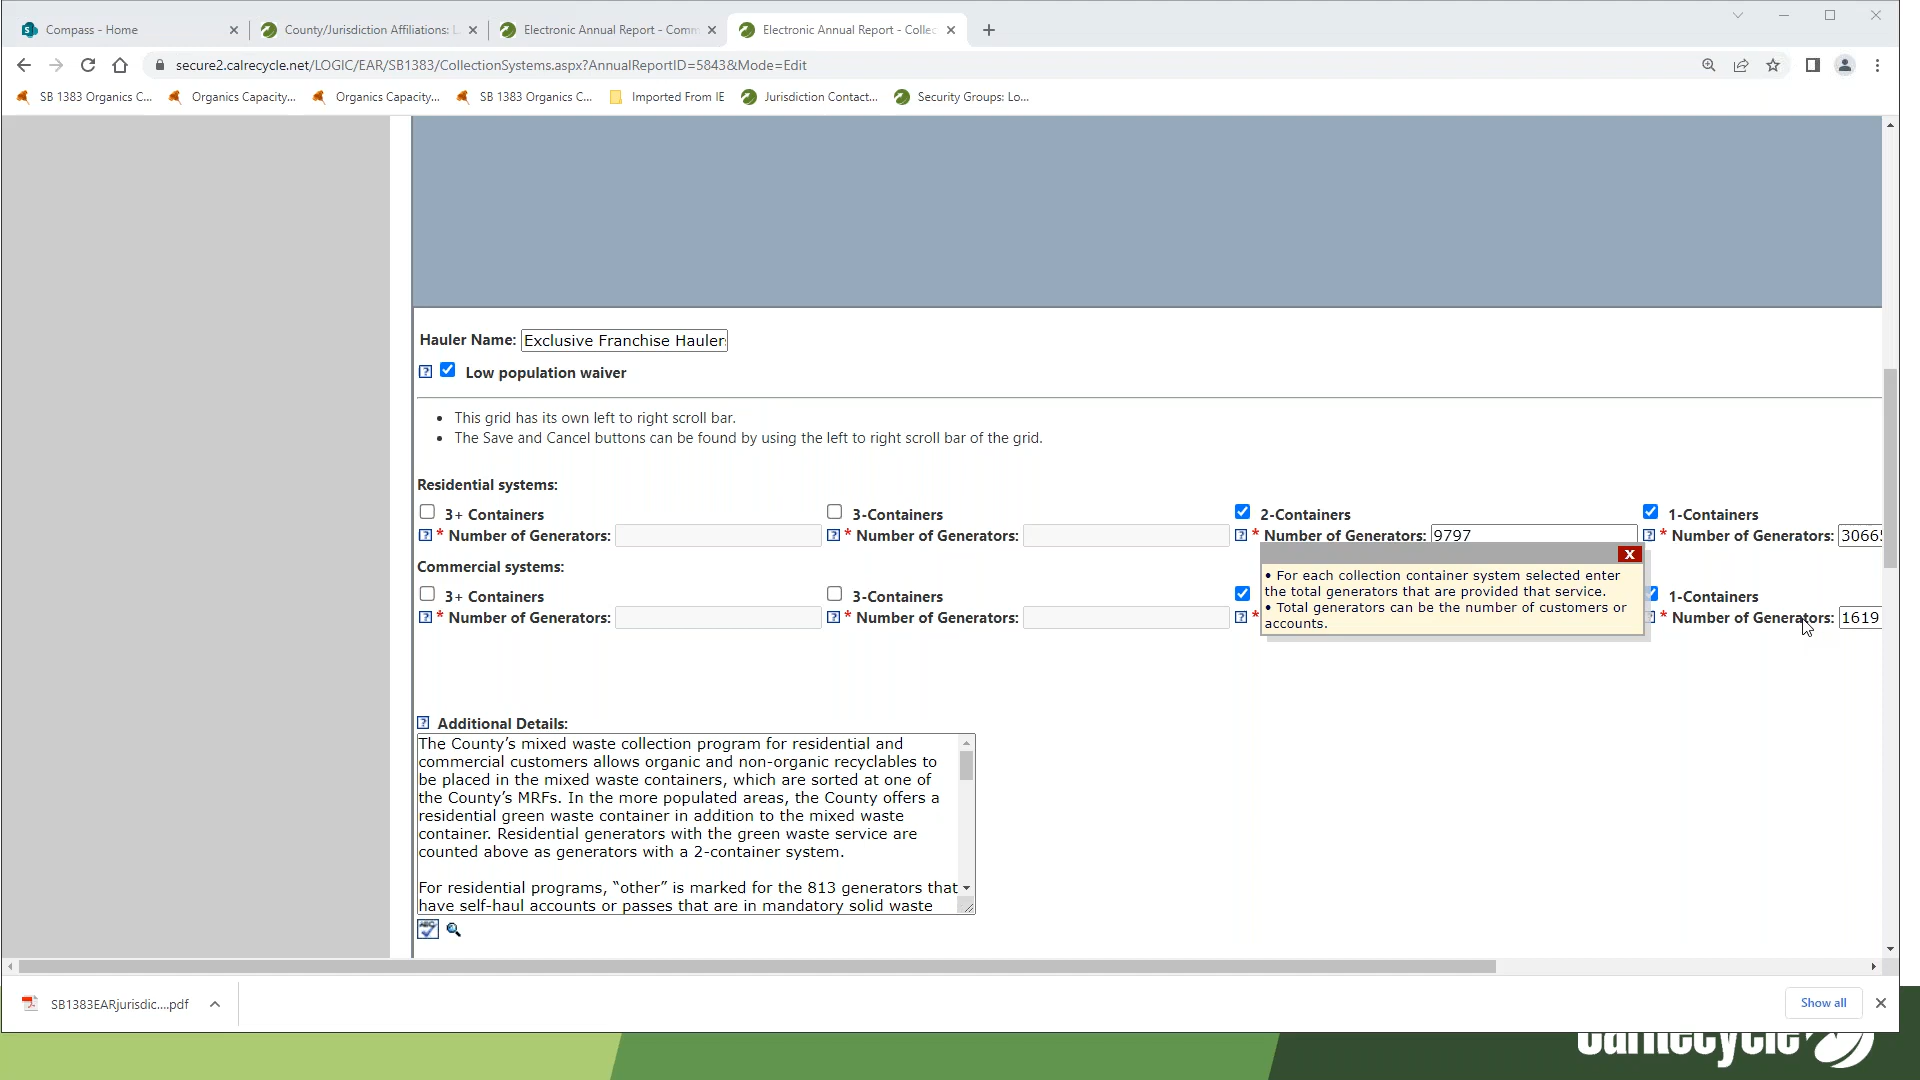 Compass - Home
County/Jurisdiction Affiliations: L
Electronic Annual Report - Comm
Electronic Annual Report - Collec
secure2.calrecycle.net/LOGIC/EAR/SB1383/CollectionSystems.aspx?AnnualReportID=5843&Mode=Edit
SB 1383 Organics C...
Organics Capacity...
Organics Capacity...
SB 1383 Organics C...
Imported From IE
Jurisdiction Contact...
Security Groups: Lo...
Hauler Name: Exclusive Franchise Hauler
? Low population waiver
• This grid has its own left to right scroll bar.
• The Save and Cancel buttons can be found by using the left to right scroll bar of the grid.
Residential systems:
3+ Containers 3-Containers 2-Containers 1-Containers
? * Number of Generators: ? * Number of Generators: ? * Number of Generators: 9797 ? * Number of Generators: 3066
Commercial systems:
X
• For each collection container system selected enter
the total generators that are provided that service.
• Total generators can be the number of customers or
accounts.
3+ Containers 3-Containers 1-Containers
? * Number of Generators: ? * Number of Generators: ? * * Number of Generators: 1619
? Additional Details:
The County’s mixed waste collection program for residential and
commercial customers allows organic and non-organic recyclables to
be placed in the mixed waste containers, which are sorted at one of
the County’s MRFs. In the more populated areas, the County offers a
residential green waste container in addition to the mixed waste
container. Residential generators with the green waste service are
counted above as generators with a 2-container system.
For residential programs, “other” is marked for the 813 generators that
have self-haul accounts or passes that are in mandatory solid waste
ABC
SB1383EARjurisdic....pdf
Show all
CalRecycle